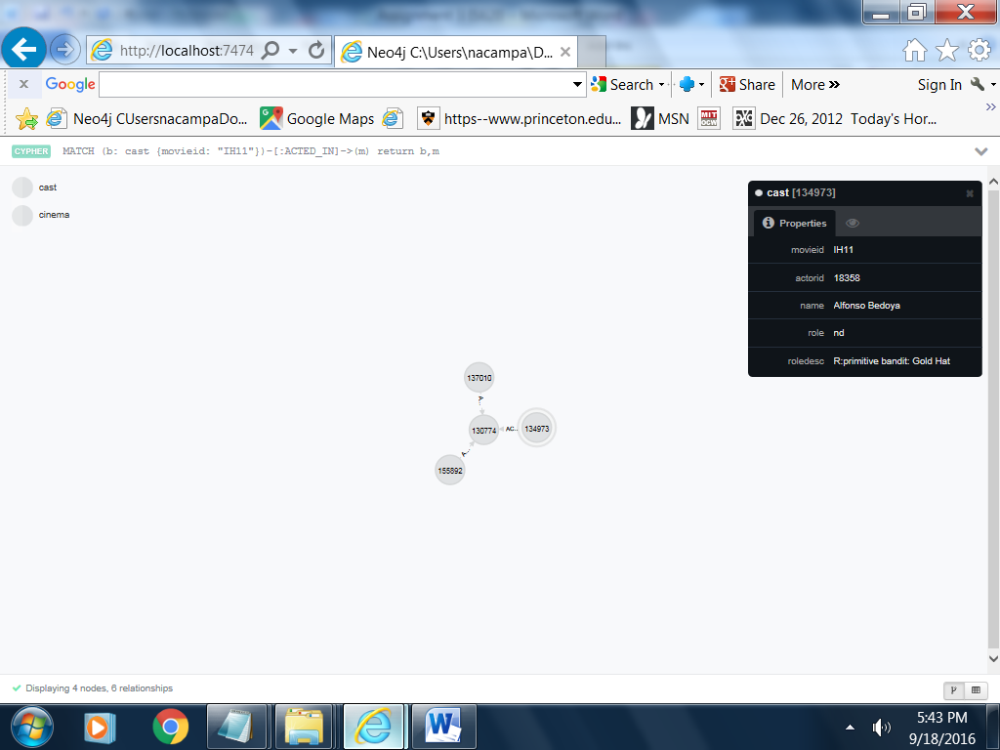 http://localhost:7474
Neo4j C:\Users\nacampa\D...
Google
Search
Share
More »
Sign In
Neo4j CUsersnacampaDo...
Google Maps
https--www.princeton.edu...
MSN
MIT
OCW
Dec 26, 2012 Today's Hor...
CYPHER MATCH (b: cast {movieid: "IH11"})-[:ACTED_IN]->(m) return b,m
cast
cinema
cast [134973]
Properties
movieid IH11
actorid 18358
name Alfonso Bedoya
role nd
roledesc R:primitive bandit: Gold Hat
137010
A...
130774
AC...
134973
A...
155892
Displaying 4 nodes, 6 relationships
5:43 PM
9/18/2016